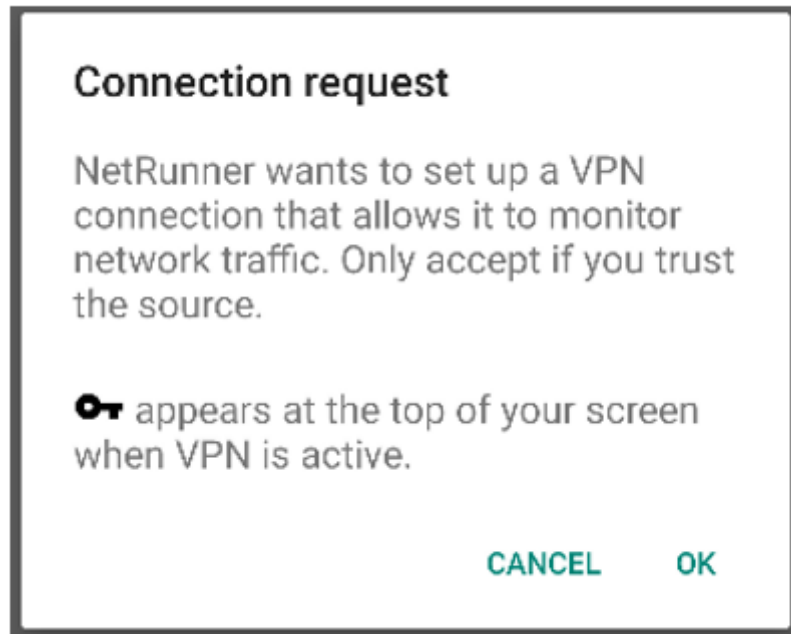 Connection request
NetRunner wants to set up a VPN
connection that allows it to monitor
network traffic. Only accept if you trust
the source.
appears at the top of your screen
when VPN is active.
CANCEL OK